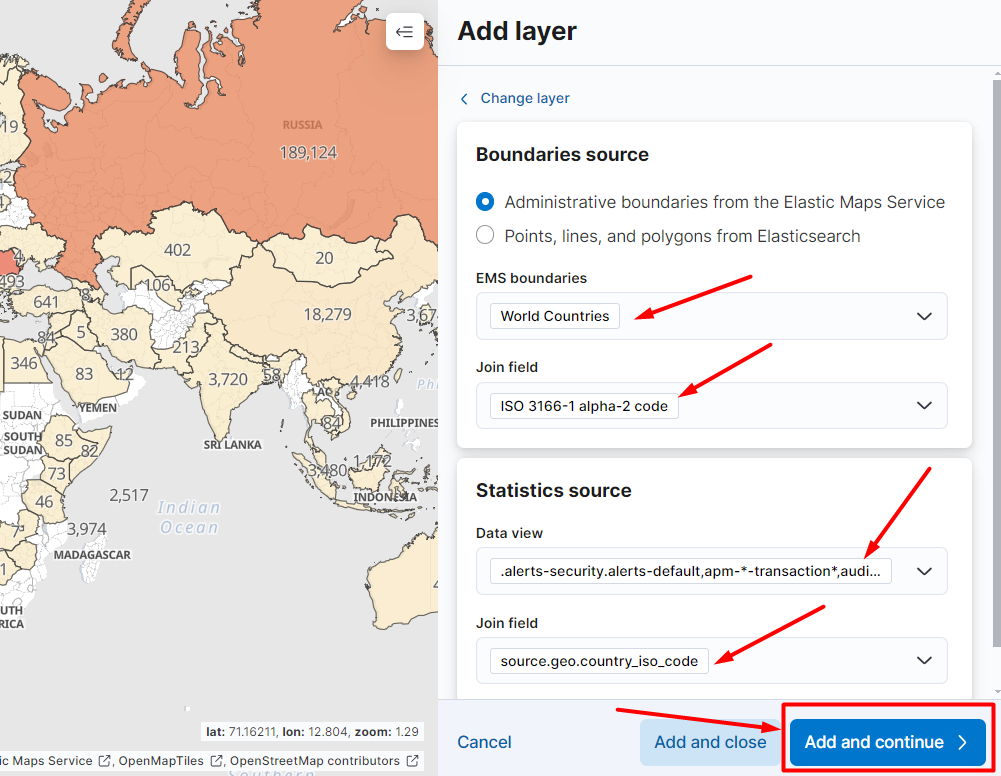 Add layer
Change layer
Boundaries source
Administrative boundaries from the Elastic Maps Service
Points, lines, and polygons from Elasticsearch
EMS boundaries
World Countries
Join field
ISO 3166-1 alpha-2 code
Statistics source
Data view
.alerts-security.alerts-default,apm-*-transaction*,audi...
Join field
source.geo.country_iso_code
Cancel
Add and close
Add and continue
RUSSIA
189,124
19
402
20
106
18,279
641
8
84
5
380
213
346
83
12
3,720
58
4,418
YEMEN
SUDAN
SOUTH
SUDAN
85
82
SRI LANKA
84
PHILIPPINES
73
3,480
1,172
INDONESIA
46
2,517
Indian
Ocean
3,974
MADAGASCAR
lat: 71.16211, lon: 12.804, zoom: 1.29
Maps Service, OpenMapTiles, OpenStreetMap contributors
Southern